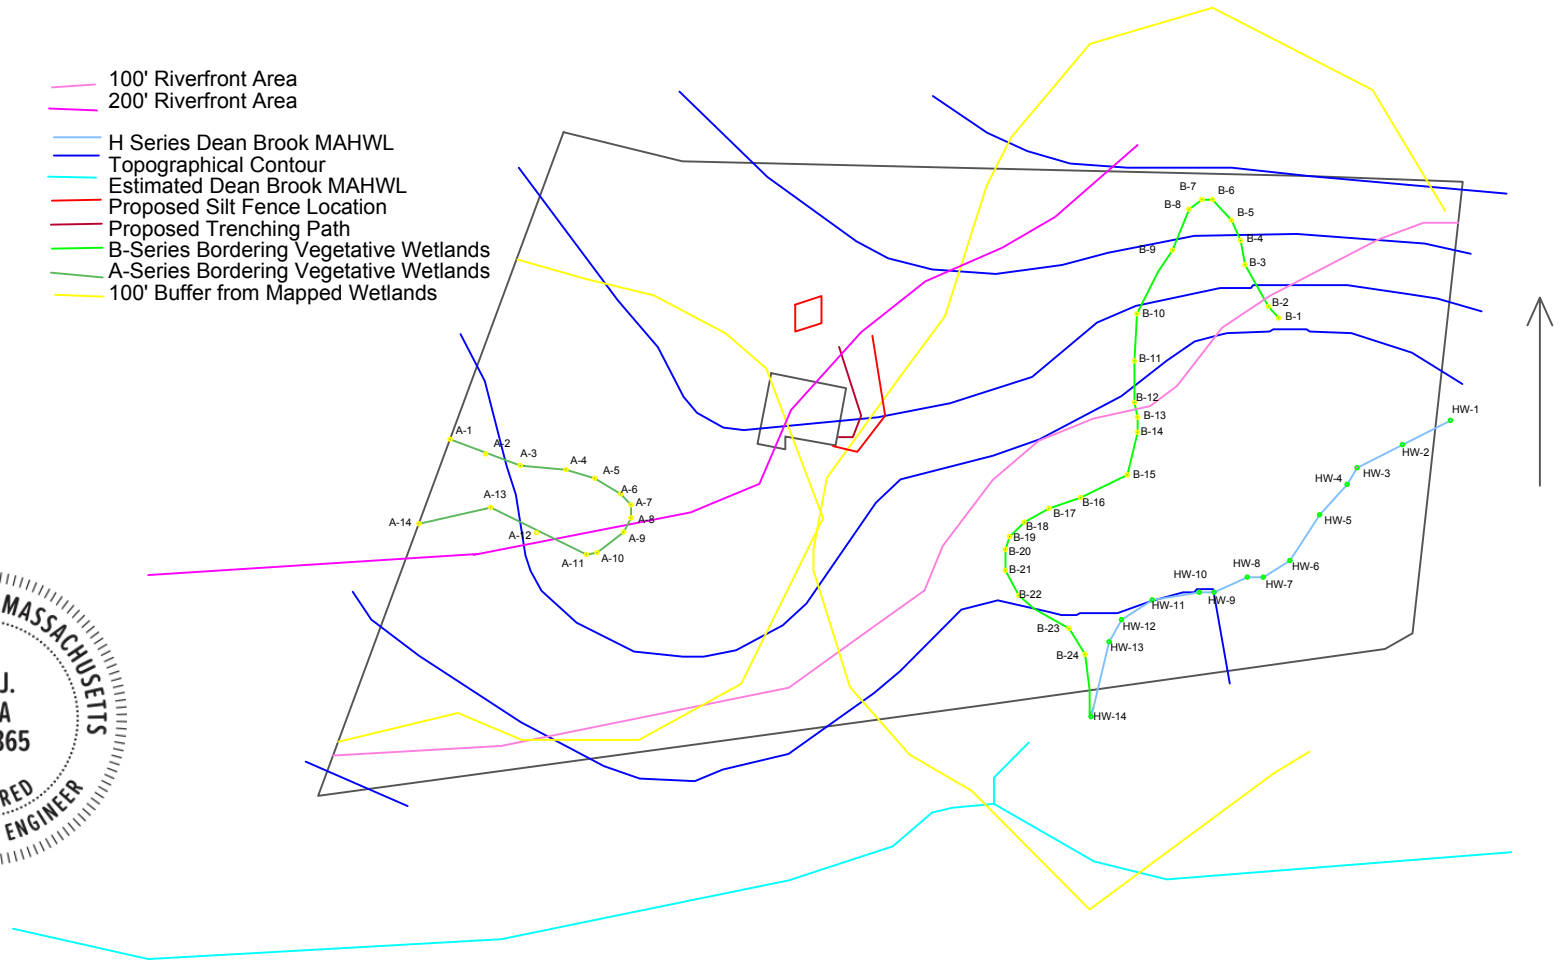 100' Riverfront Area
200' Riverfront Area
H Series Dean Brook MAHWL
Topographical Contour
Estimated Dean Brook MAHWL
Proposed Silt Fence Location
Proposed Trenching Path
B-Series Bordering Vegetative Wetlands
A-Series Bordering Vegetative Wetlands
100' Buffer from Mapped Wetlands
B-7
B-6
B-8
B-5
B-4
B-9
B-3
B-2
B-1
B-10
B-11
B-12
B-13
B-14
B-15
B-16
B-17
B-18
B-19
B-20
B-21
B-22
B-23
B-24
A-1
A-2
A-3
A-4
A-5
A-6
A-7
A-8
A-9
A-10
A-11
A-12
A-13
A-14
HW-1
HW-2
HW-3
HW-4
HW-5
HW-6
HW-7
HW-8
HW-9
HW-10
HW-11
HW-12
HW-13
HW-14
MASSACHUSETTS
J.
A
365
RED
ENGINEER